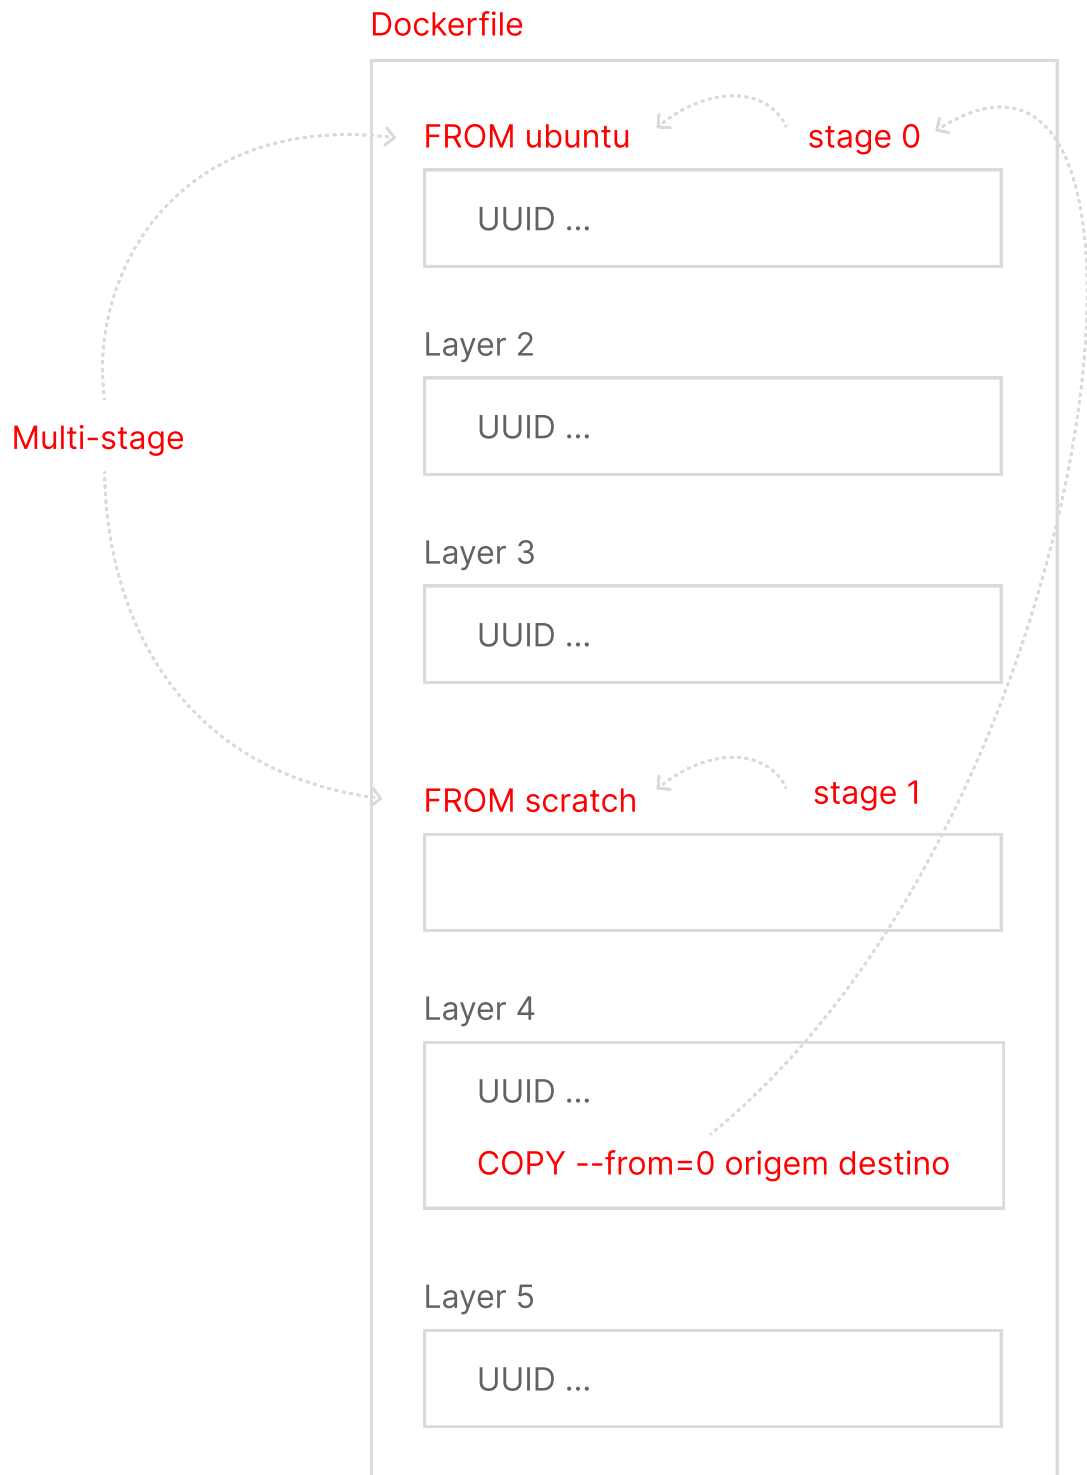 Dockerfile
FROM ubuntu
stage 0
UUID ...
Layer 2
UUID ...
Multi-stage
Layer 3
UUID ...
FROM scratch
stage 1
Layer 4
UUID ...
COPY --from=0 origem destino
Layer 5
UUID ...